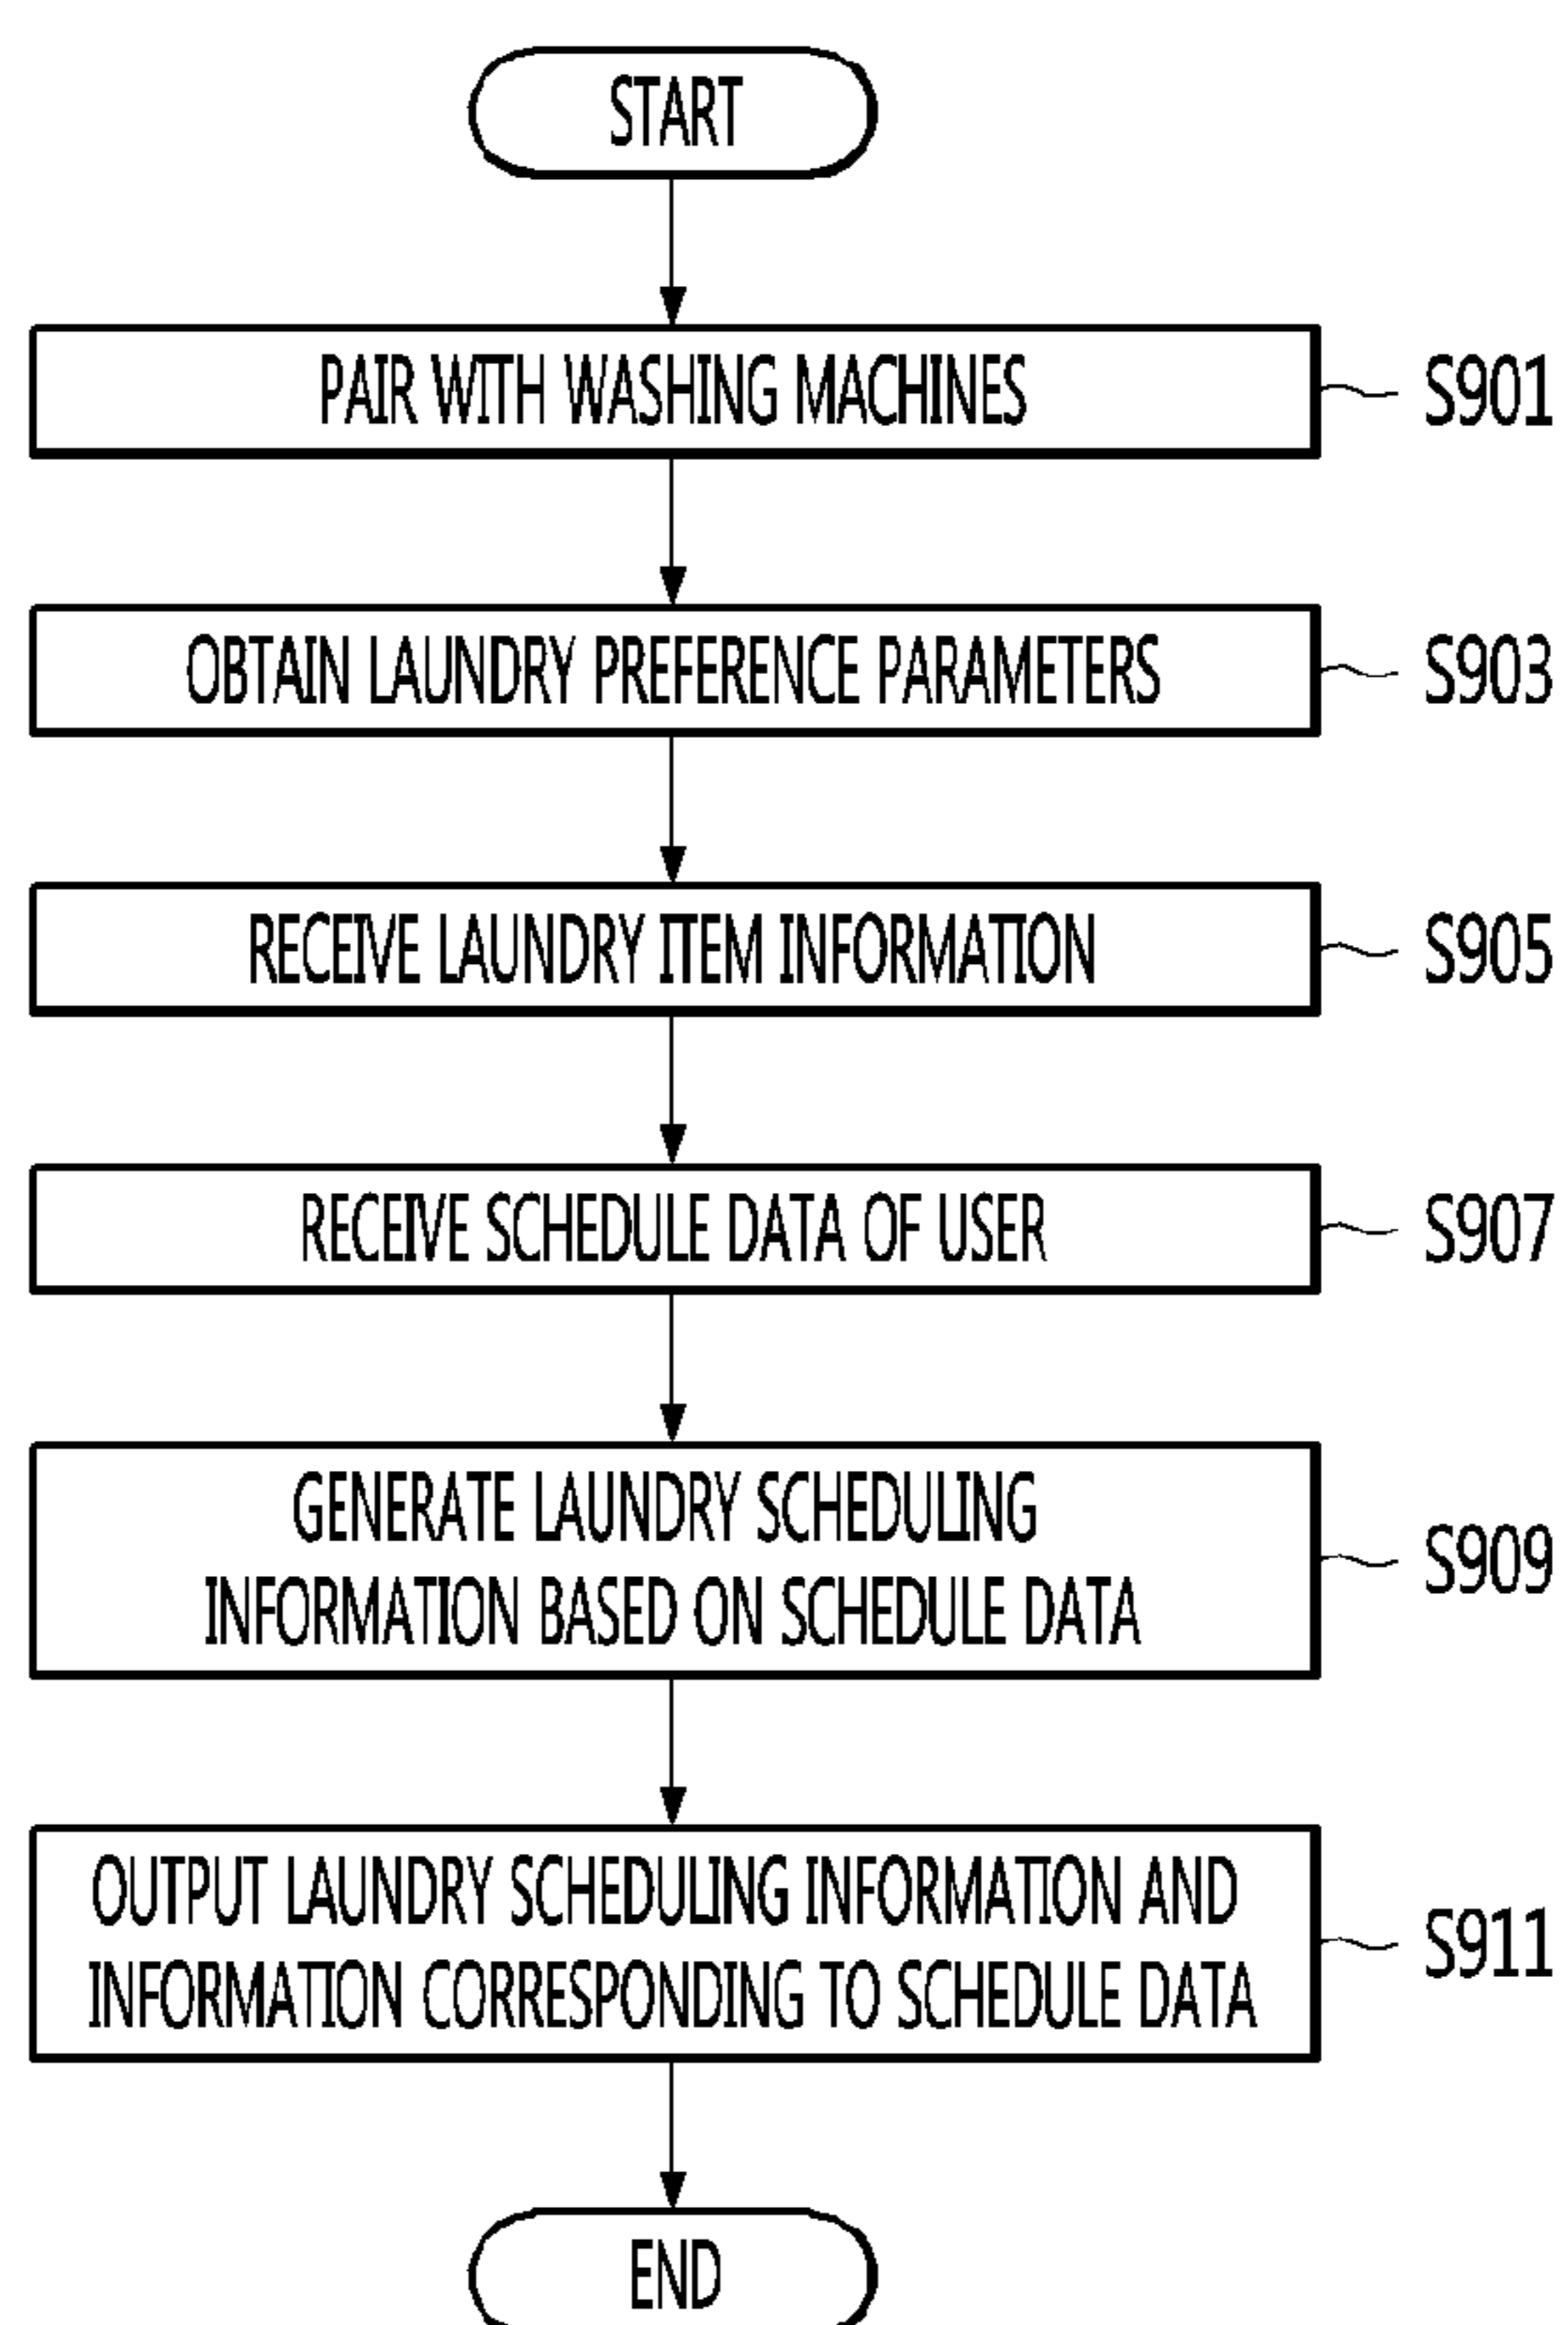 START
PAIR WITH WASHING MACHINES
S901
OBTAIN LAUNDRY PREFERENCE PARAMETERS
S903
RECEIVE LAUNDRY ITEM INFORMATION
S905
RECEIVE SCHEDULE DATA OF USER
S907
GENERATE LAUNDRY SCHEDULING
INFORMATION BASED ON SCHEDULE DATA
S909
OUTPUT LAUNDRY SCHEDULING INFORMATION AND
INFORMATION CORRESPONDING TO SCHEDULE DATA
S911
END